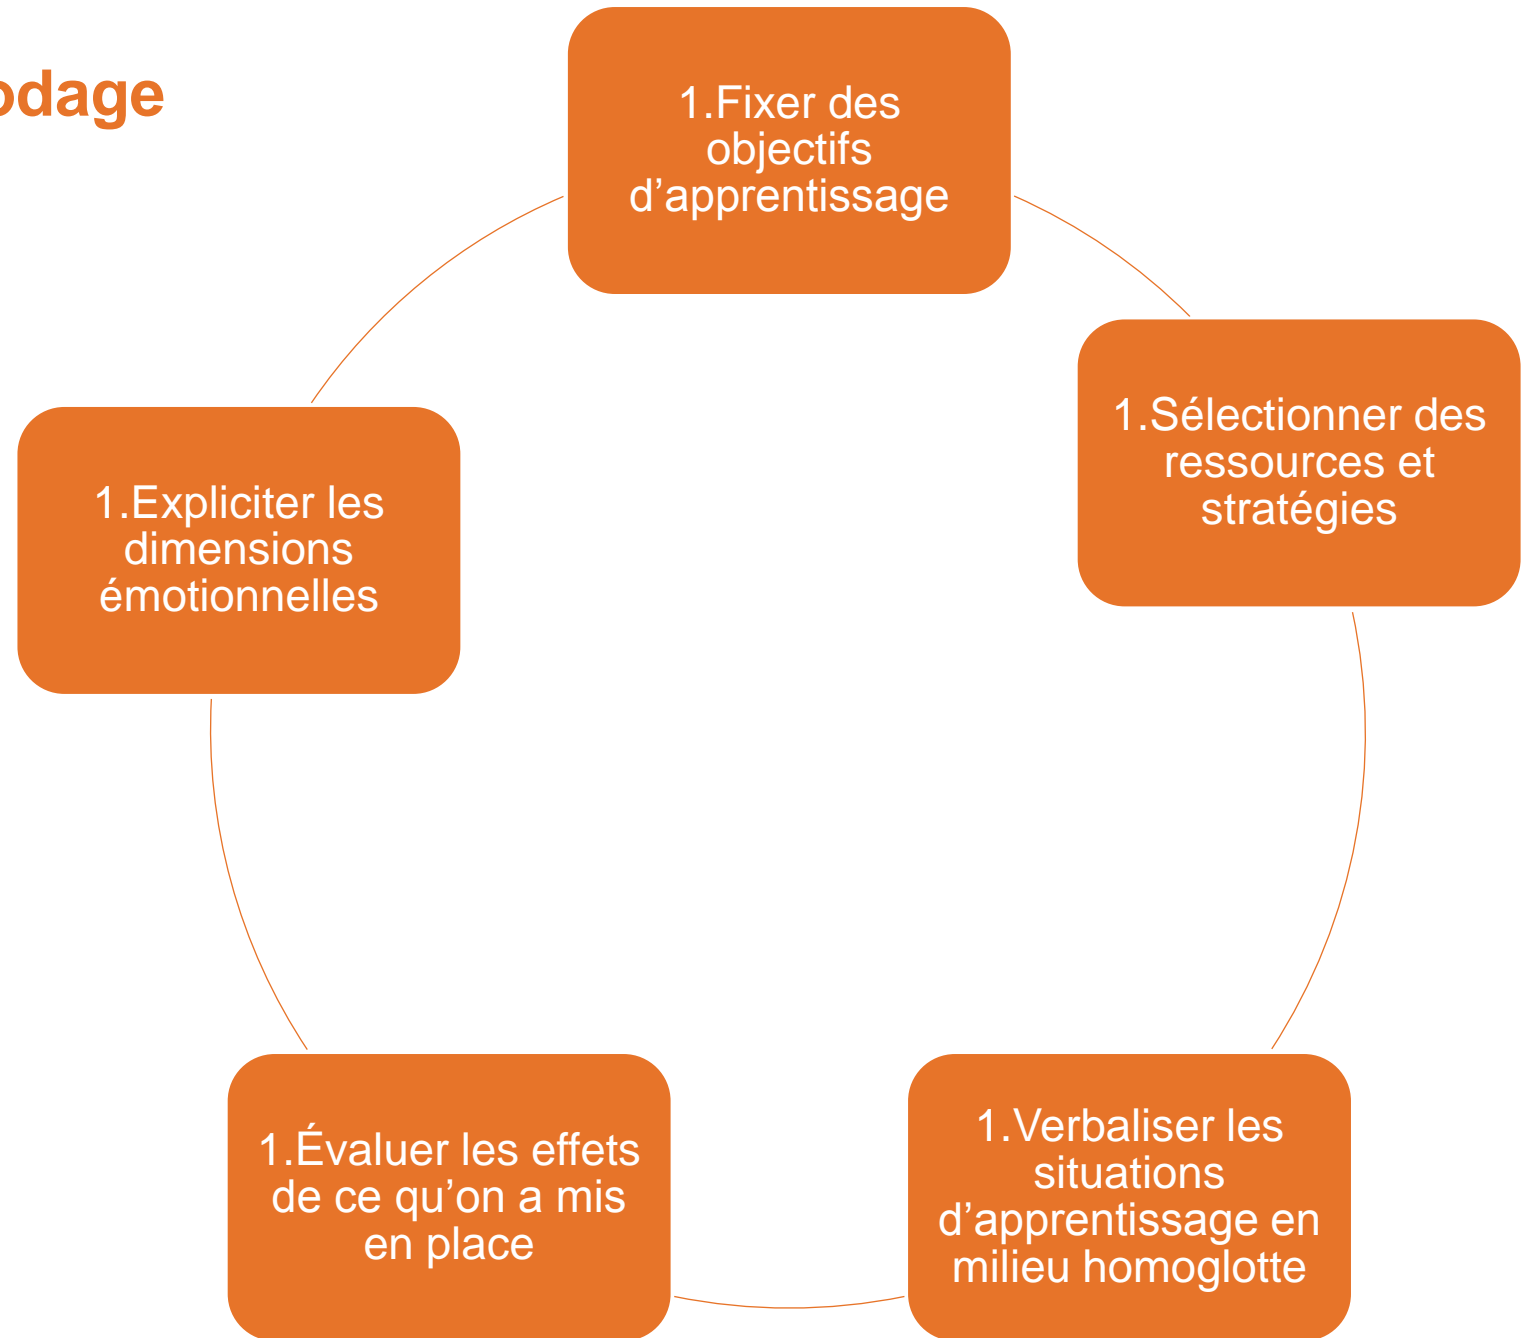 odage
1.Fixer des
objectifs
d’apprentissage
1.Sélectionner des
ressources et
stratégies
1.Verbaliser les
situations
d’apprentissage en
milieu homoglotte
1.Évaluer les effets
de ce qu’on a mis
en place
1.Expliciter les
dimensions
émotionnelles